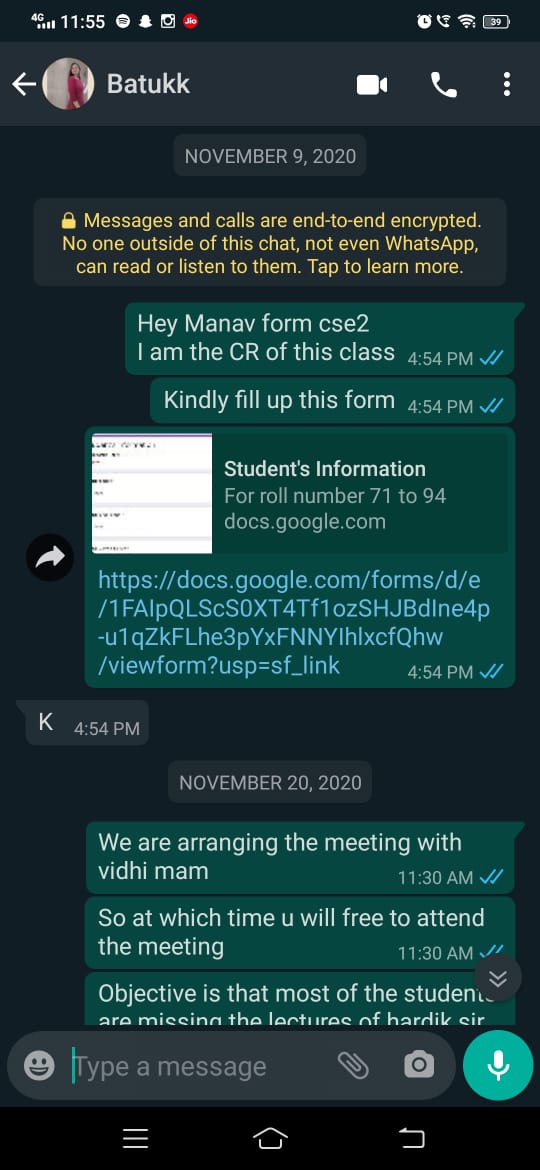 4G 11:55 Jio 39
Batukk
NOVEMBER 9, 2020
Messages and calls are end-to-end encrypted.
No one outside of this chat, not even WhatsApp,
can read or listen to them. Tap to learn more.
Hey Manav form cse2
I am the CR of this class 4:54 PM
Kindly fill up this form 4:54 PM
Student's Information
For roll number 71 to 94
docs.google.com
https://docs.google.com/forms/d/e
/1FAIpQLScS0XT4Tf1ozSHJBdIne4p
-u1qZkFLhe3pYxFNNYIhlxcfQhw
/viewform?usp=sf_link 4:54 PM
K 4:54 PM
NOVEMBER 20, 2020
We are arranging the meeting with
vidhi mam 11:30 AM
So at which time u will free to attend
the meeting 11:30 AM
Objective is that most of the students
are missing the lectures of hardik sir
Type a message